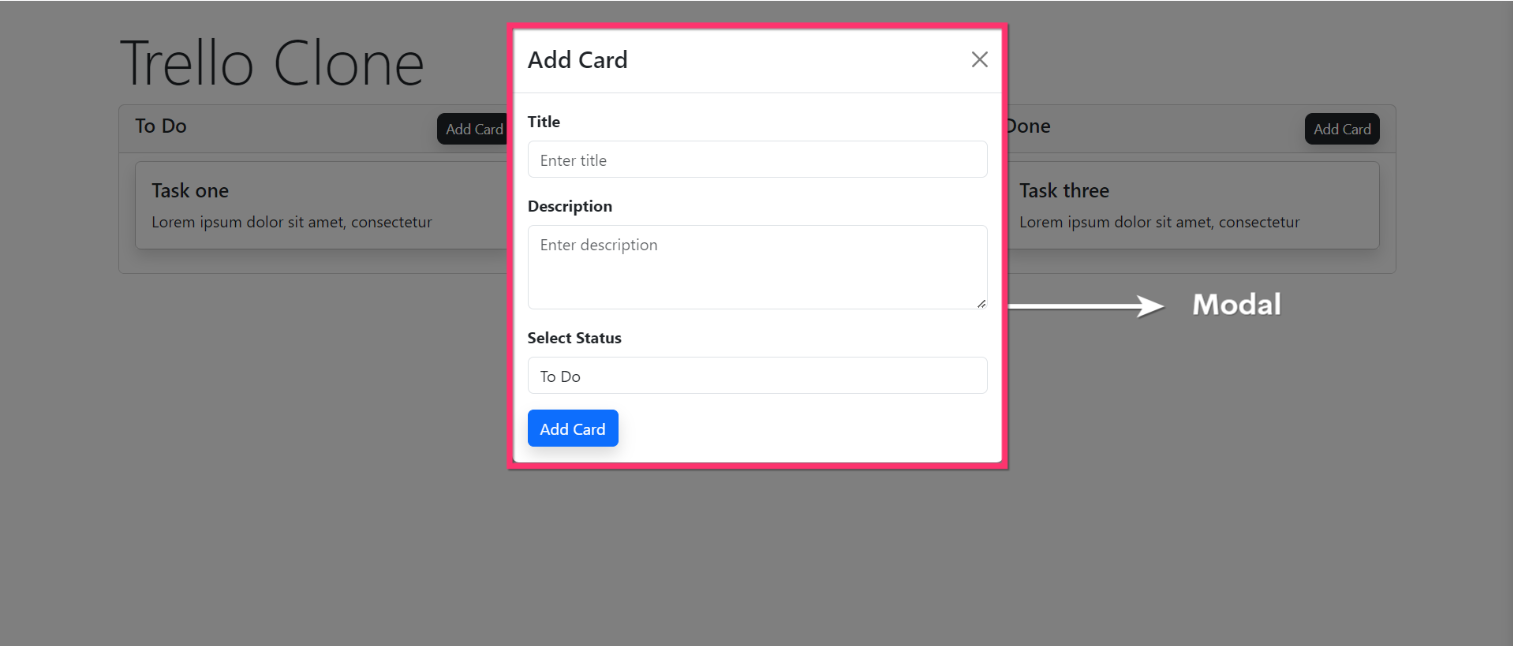 Trello Clone
To Do
Add Card
Task one
Lorem ipsum dolor sit amet, consectetur
Add Card
Title
Enter title
Description
Enter description
Select Status
To Do
Add Card
Done
Add Card
Task three
Lorem ipsum dolor sit amet, consectetur
Modal